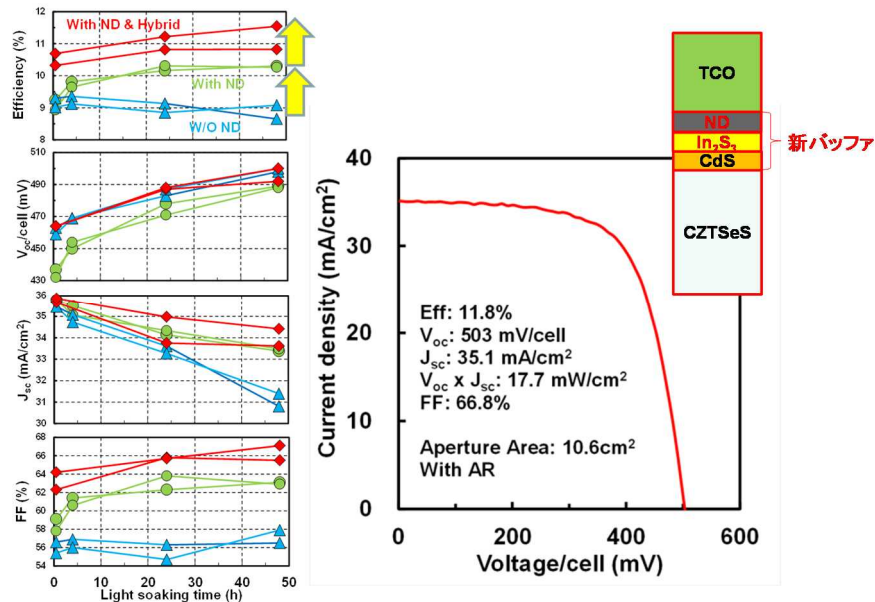 12
11
10
9
8
Efficiency (%)
With ND & Hybrid
With ND
W/O ND
510
490
470
450
430
Voc/cell (mV)
36
35
34
33
32
31
30
Jsc (mA/cm²)
68
66
64
62
60
58
56
54
FF (%)
0 10 20 30 40 50
Light soaking time (h)
40
30
20
10
0
Current density (mA/cm²)
Eff: 11.8%
Voc: 503 mV/cell
Jsc: 35.1 mA/cm²
Voc x Jsc: 17.7 mW/cm²
FF: 66.8%
Aperture Area: 10.6cm²
With AR
0 200 400 600
Voltage/cell (mV)
TCO
ND
In₂S₃
CdS
CZTSeS
新バッファ